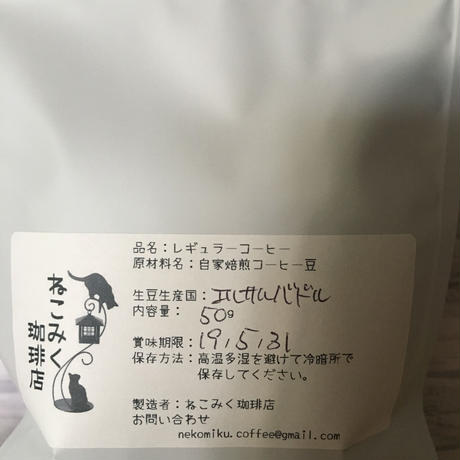 ねこみく
珈琲店
品名：レギュラーコーヒー
原材料名：自家焙煎コーヒー豆
生豆生産国：エルサルバドル
内容量： 50g
賞味期限：19,5,31
保存方法：高温多湿を避けて冷暗所で
保存してください。
製造者：ねこみく珈琲店
お問い合わせ
nekomiku.coffee@gmail.com